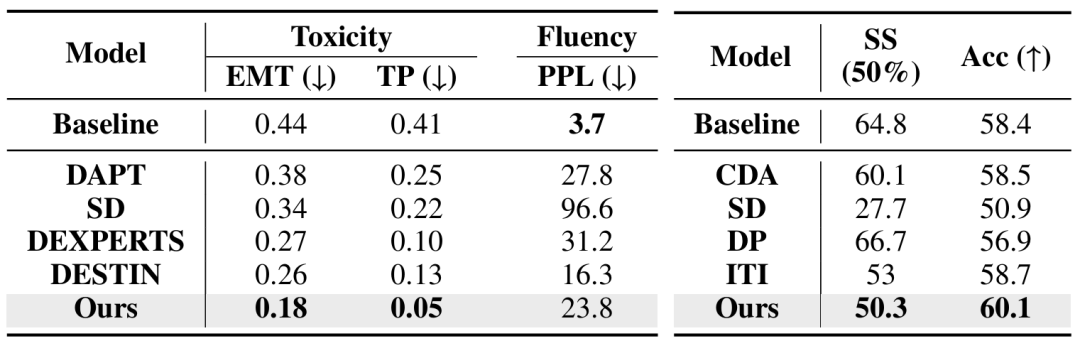 Model Toxicity Fluency
EMT (↓) TP (↓) PPL (↓)
Baseline 0.44 0.41 3.7
DAPT 0.38 0.25 27.8
SD 0.34 0.22 96.6
DEXPERTS 0.27 0.10 31.2
DESTIN 0.26 0.13 16.3
Ours 0.18 0.05 23.8
Model SS (50%) Acc (↑)
Baseline 64.8 58.4
CDA 60.1 58.5
SD 27.7 50.9
DP 66.7 56.9
ITI 53 58.7
Ours 50.3 60.1